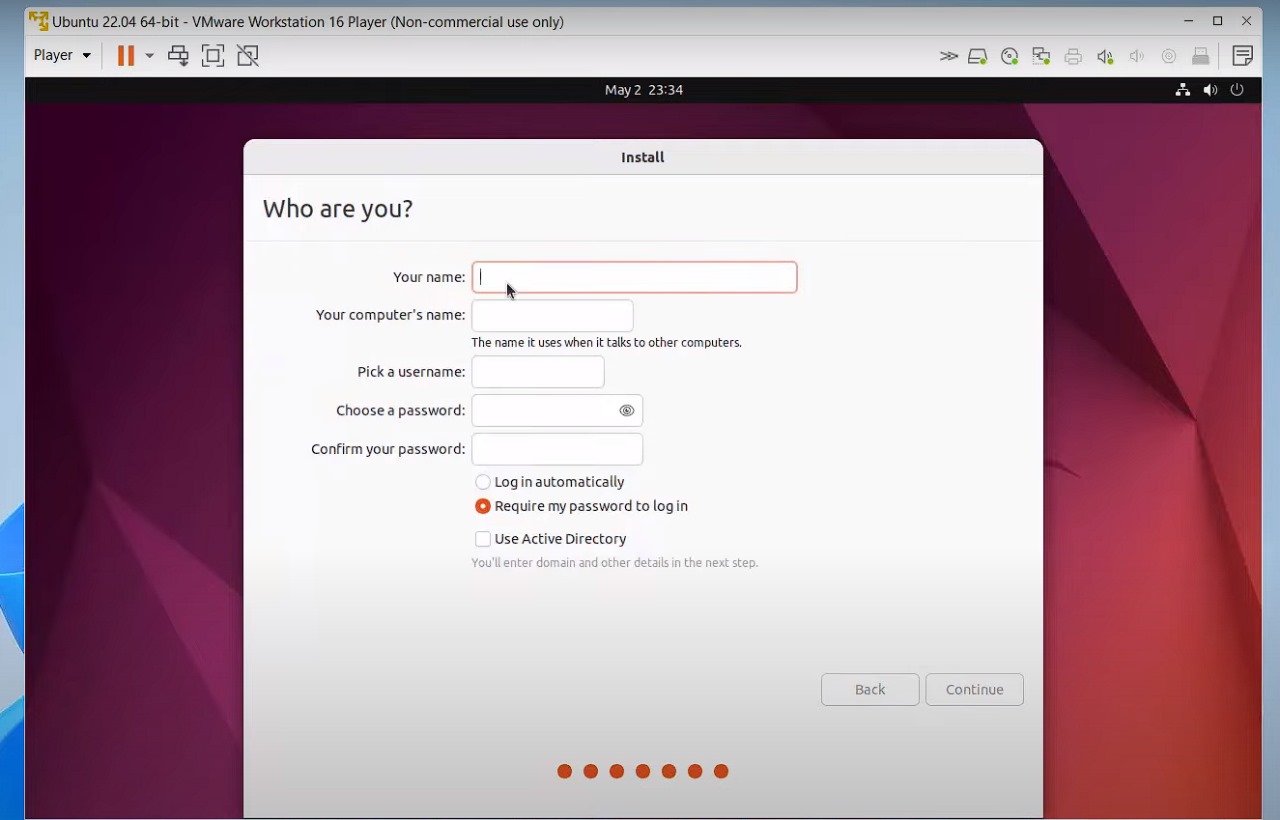 Ubuntu 22.04 64-bit - VMware Workstation 16 Player (Non-commercial use only)
Player
May 2 23:34
Install
Who are you?
Your name:
Your computer's name:
The name it uses when it talks to other computers.
Pick a username:
Choose a password:
Confirm your password:
Log in automatically
Require my password to log in
Use Active Directory
You'll enter domain and other details in the next step.
Back Continue